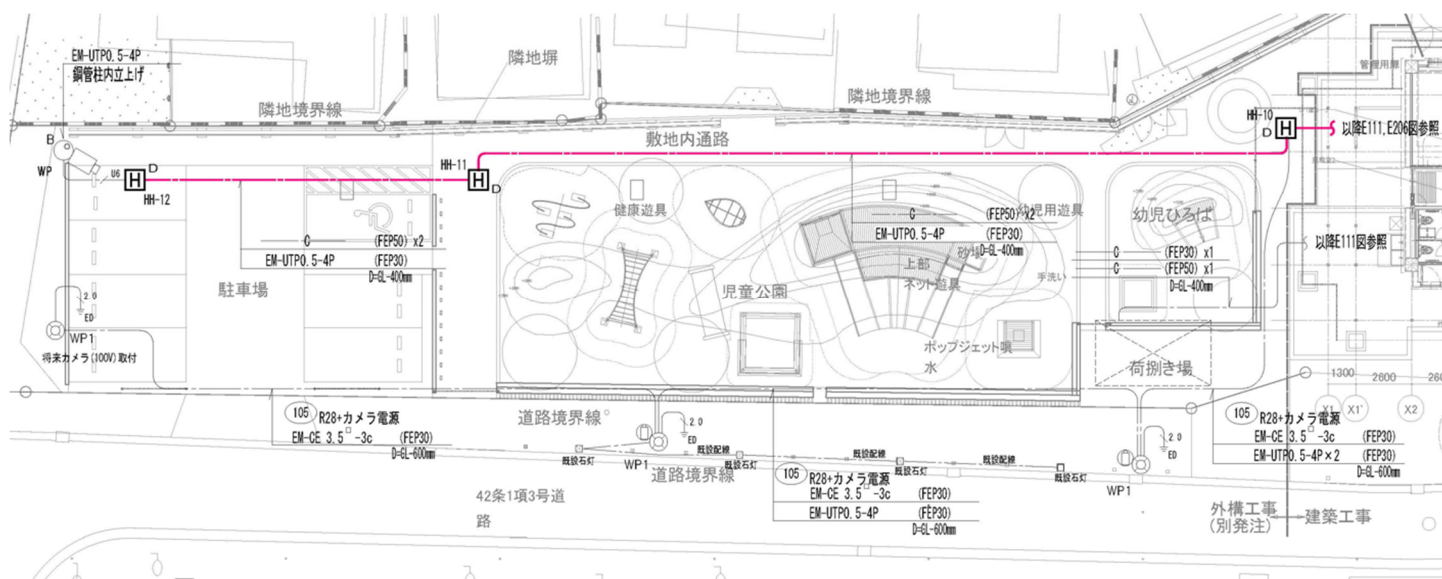 EM-UTP0.5-4P
鋼管柱内立上げ
隣地塀
隣地境界線
隣地境界線
管理用扉
B
WP
U6
D
HH-12
HH-11
D
敷地内通路
HH-10
D
以降E111,E206図参照
C (FEP50) x2
EM-UTP0.5-4P (FEP30)
D=GL-400mm
健康遊具
C (FEP50) x2
EM-UTP0.5-4P (FEP30)
D=GL-400mm
幼児用遊具
幼児ひろば
以降E111図参照
砂場
上部
ネット遊具
手洗い
C (FEP30) x1
C (FEP50) x1
D=GL-400mm
駐車場
児童公園
2.0
ED
WP1
将来カメラ(100V)取付
ポップジェット噴
水
荷捌き場
1300
2600
X1
X1'
X2
105
R28+カメラ電源
EM-CE 3.5□-3c (FEP30)
D=GL-600mm
道路境界線
2.0
ED
WP1
既設石灯
既設配線
既設石灯
既設配線
既設石灯
既設配線
既設石灯
道路境界線
105
R28+カメラ電源
EM-CE 3.5□-3c (FEP30)
EM-UTP0.5-4P (FEP30)
D=GL-600mm
2.0
ED
WP1
105
R28+カメラ電源
EM-CE 3.5□-3c (FEP30)
EM-UTP0.5-4P×2 (FEP30)
D=GL-600mm
42条1項3号道
路
外構工事
(別発注)
建築工事